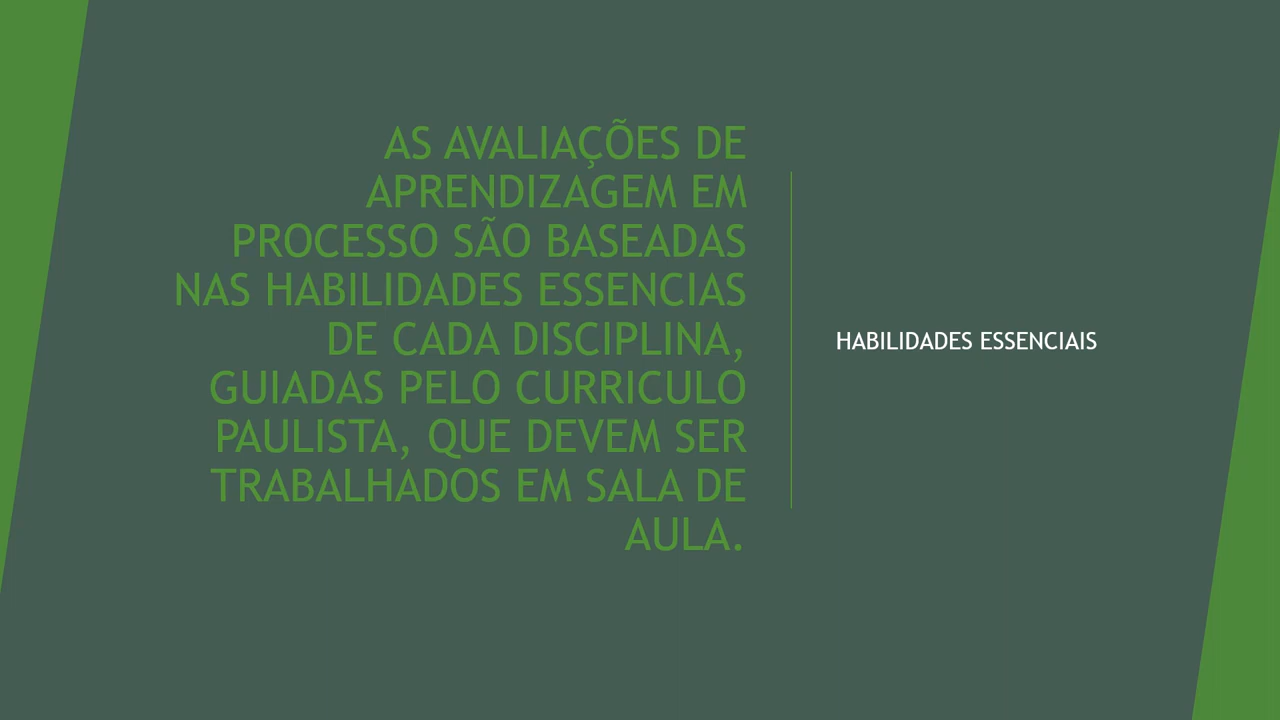 AS AVALIAÇÕES DE
APRENDIZAGEM EM
PROCESSO SÃO BASEADAS
NAS HABILIDADES ESSENCIAS
DE CADA DISCIPLINA,
GUIADAS PELO CURRICULO
PAULISTA, QUE DEVEM SER
TRABALHADOS EM SALA DE
AULA.
HABILIDADES ESSENCIAIS